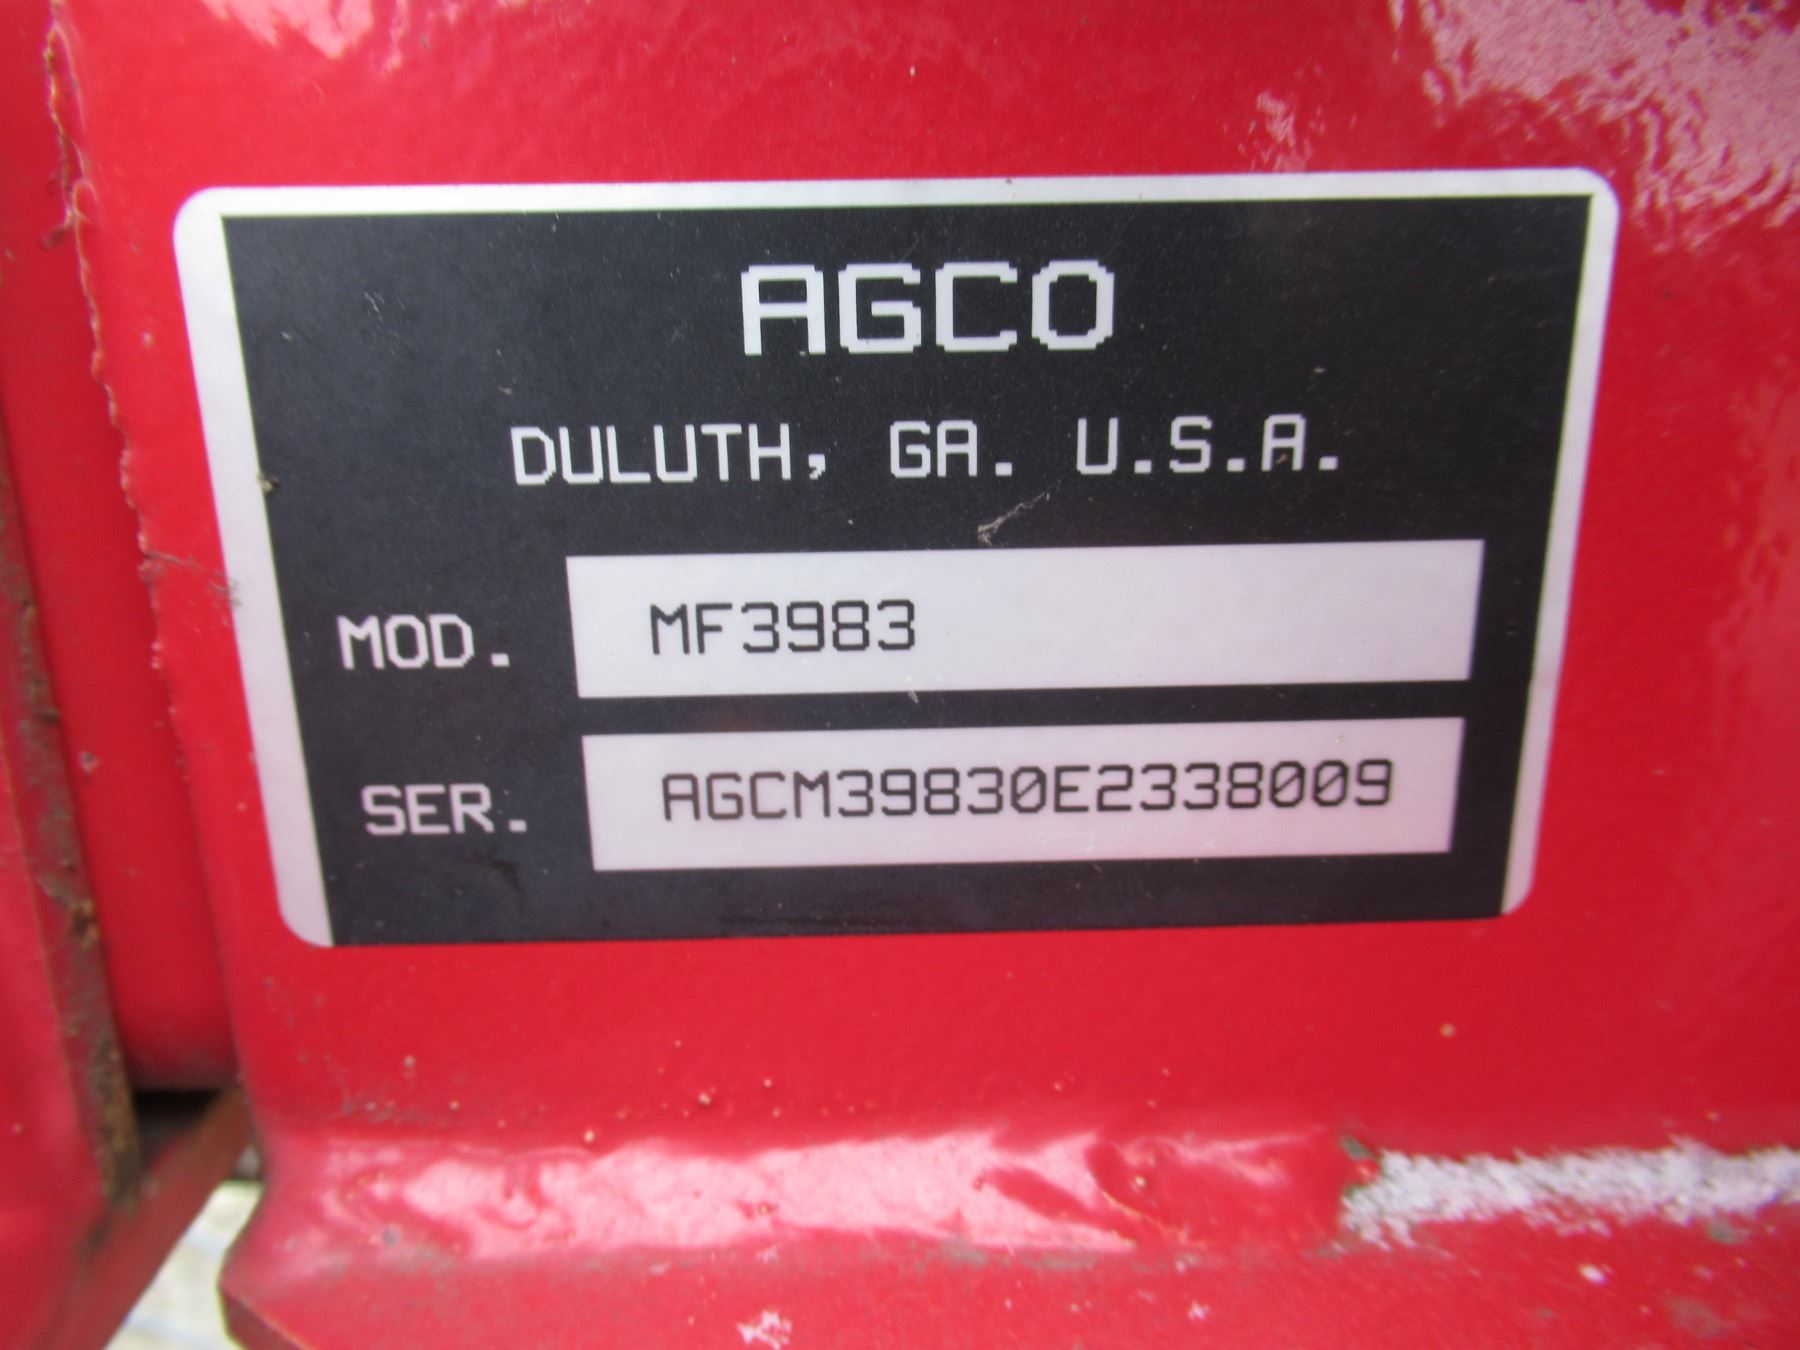 AGCO
DULUTH, GA. U.S.A.
MOD. MF3983
SER. AGCM39830E2338009